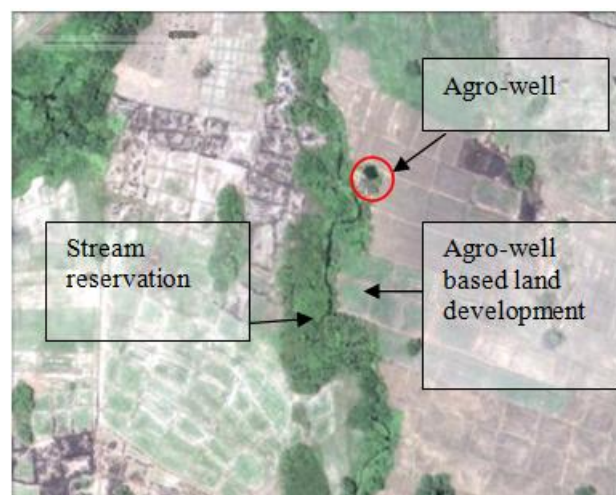 Agro-well
Stream
reservation
Agro-well
based land
development